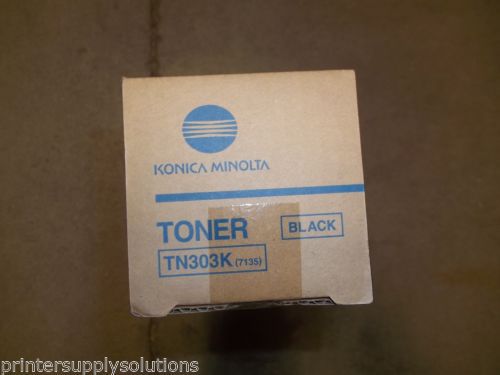 KONICA MINOLTA
TONER
BLACK
TN303K (7135)
printersupplysolutions